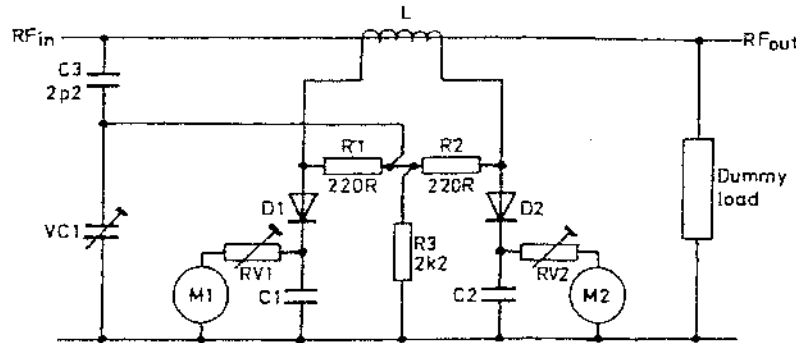 L
RFin
RFout
C3
2p2
R1
R2
220R
220R
Dummy
load
D1
D2
VC1
R3
2k2
RV1
RV2
M1
C1
C2
M2